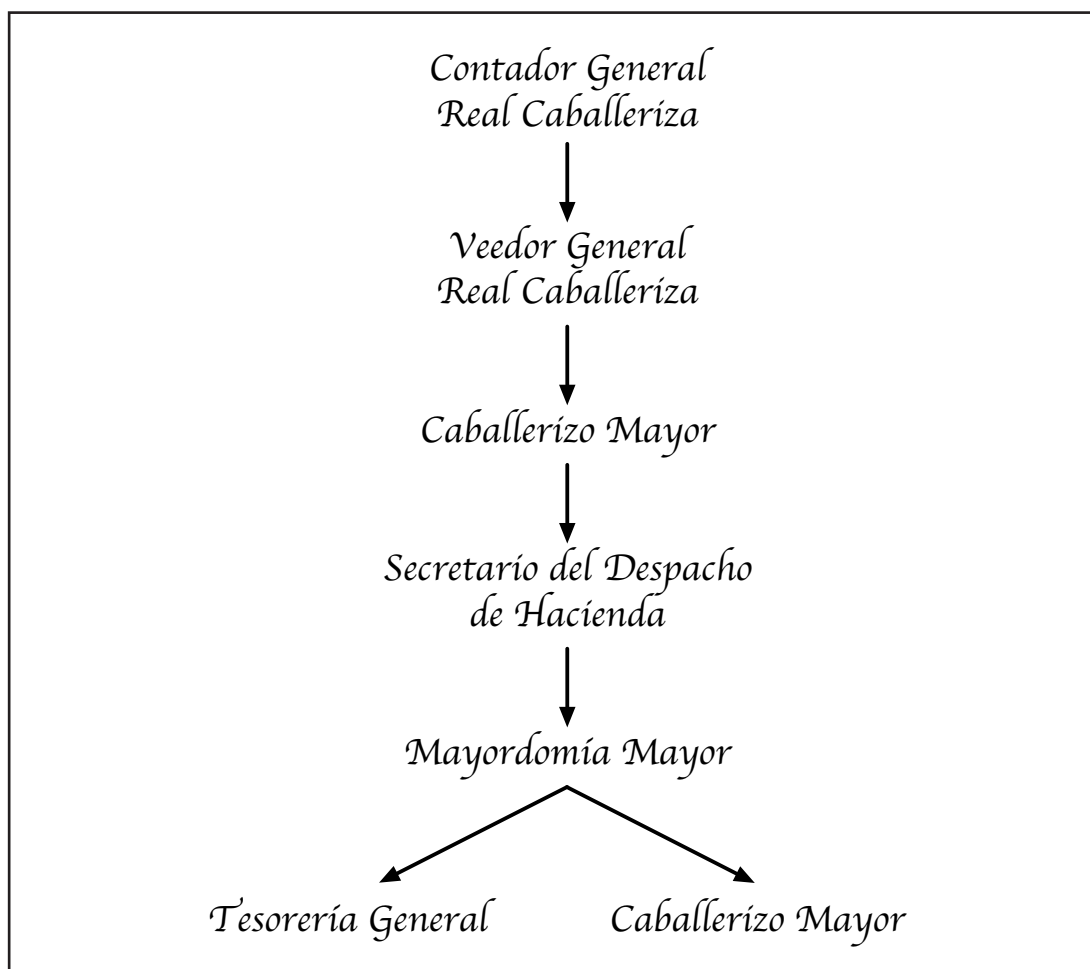 Contador General
Real Caballeriza
Veedor General
Real Caballeriza
Caballerizo Mayor
Secretario del Despacho
de Hacienda
Mayordomía Mayor
Tesorería General
Caballerizo Mayor